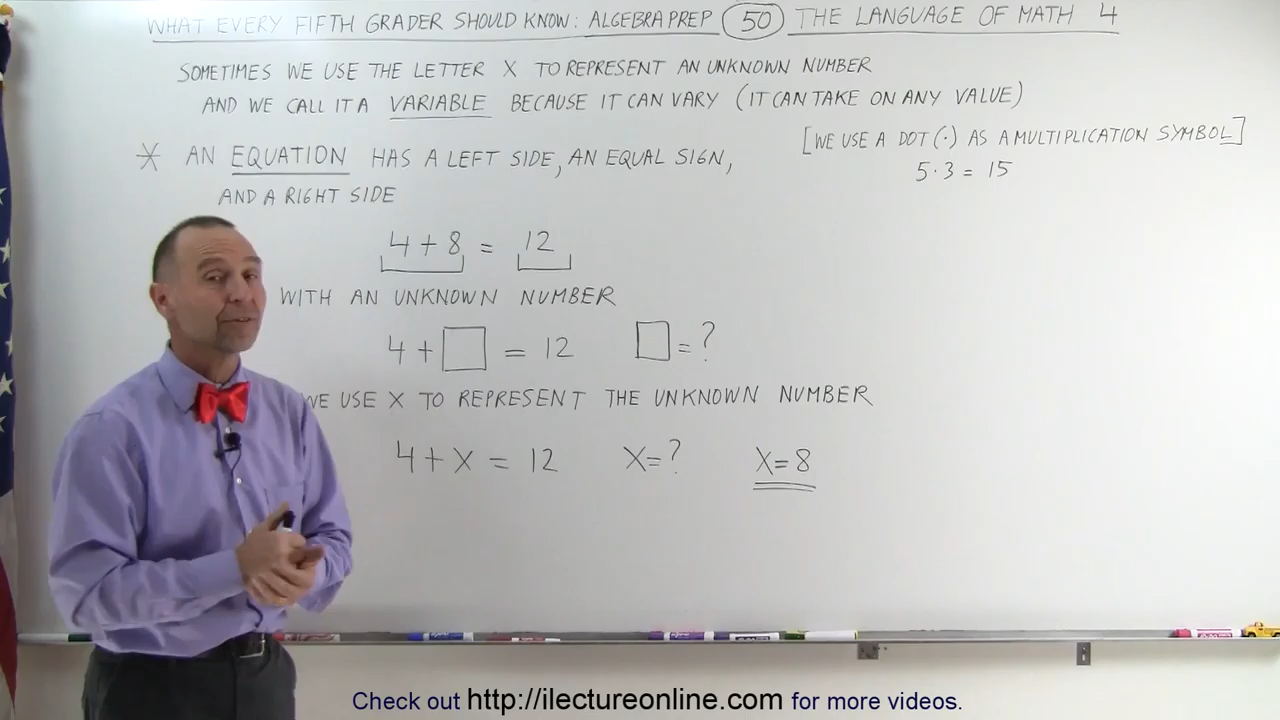 WHAT EVERY FIFTH GRADER SHOULD KNOW: ALGEBRA PREP 50 THE LANGUAGE OF MATH 4
SOMETIMES WE USE THE LETTER X TO REPRESENT AN UNKNOWN NUMBER
AND WE CALL IT A VARIABLE BECAUSE IT CAN VARY (IT CAN TAKE ON ANY VALUE)
[WE USE A DOT (·) AS A MULTIPLICATION SYMBOL]
5·3 = 15
* AN EQUATION HAS A LEFT SIDE, AN EQUAL SIGN,
AND A RIGHT SIDE
4 + 8 = 12
WITH AN UNKNOWN NUMBER
4 + □ = 12 □ = ?
WE USE X TO REPRESENT THE UNKNOWN NUMBER
4 + X = 12 X = ? X = 8
Check out http://ilectureonline.com for more videos.